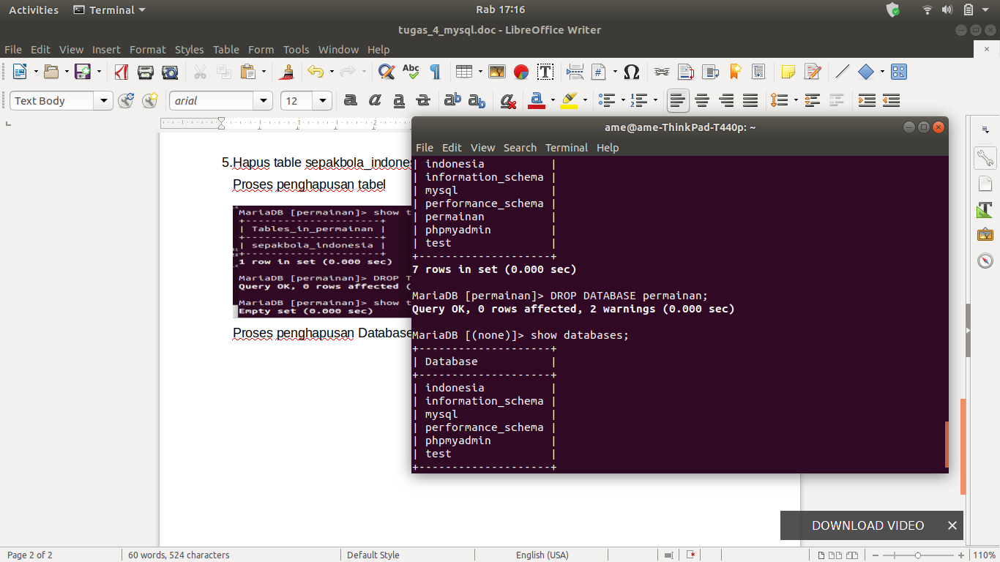 Activities Terminal Rab 17:16
tugas_4_mysql.doc - LibreOffice Writer
File Edit View Insert Format Styles Table Form Tools Window Help
Text Body arial 12
5.Hapus table sepakbola_indones
Proses penghapusan tabel
MariaDB [permainan]> show t
+----------------------+
| Tables_in_permainan |
+----------------------+
| sepakbola_indonesia |
+----------------------+
1 row in set (0.000 sec)
MariaDB [permainan]> DROP T
Query OK, 0 rows affected (
MariaDB [permainan]> show t
Empty set (0.000 sec)
Proses penghapusan Database
ame@ame-ThinkPad-T440p: ~
File Edit View Search Terminal Help
| indonesia          |
| information_schema |
| mysql              |
| performance_schema |
| permainan          |
| phpmyadmin         |
| test               |
+--------------------+
7 rows in set (0.000 sec)
MariaDB [permainan]> DROP DATABASE permainan;
Query OK, 0 rows affected, 2 warnings (0.000 sec)
MariaDB [(none)]> show databases;
+--------------------+
| Database           |
+--------------------+
| indonesia          |
| information_schema |
| mysql              |
| performance_schema |
| phpmyadmin         |
| test               |
+--------------------+
DOWNLOAD VIDEO ×
Page 2 of 2 60 words, 524 characters Default Style English (USA) 110%